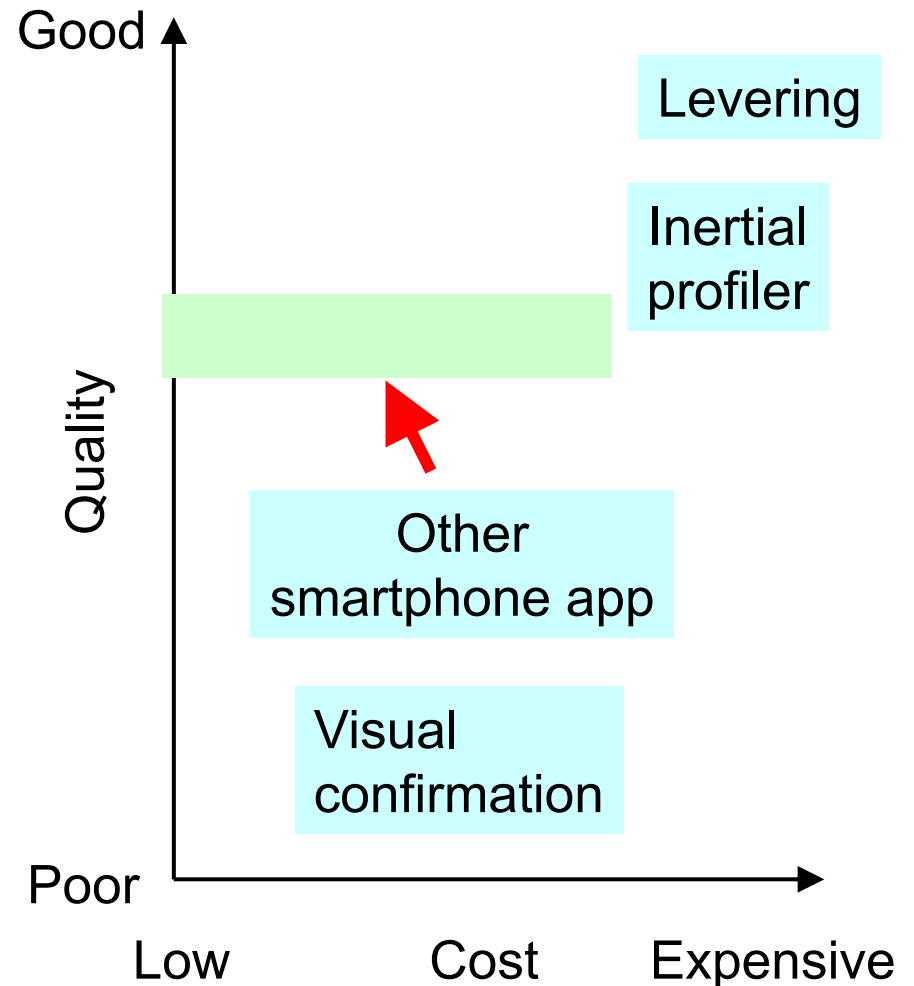 Good
Levering
Inertial
profiler
Quality
Other
smartphone app
Visual
confirmation
Poor
Low
Cost
Expensive